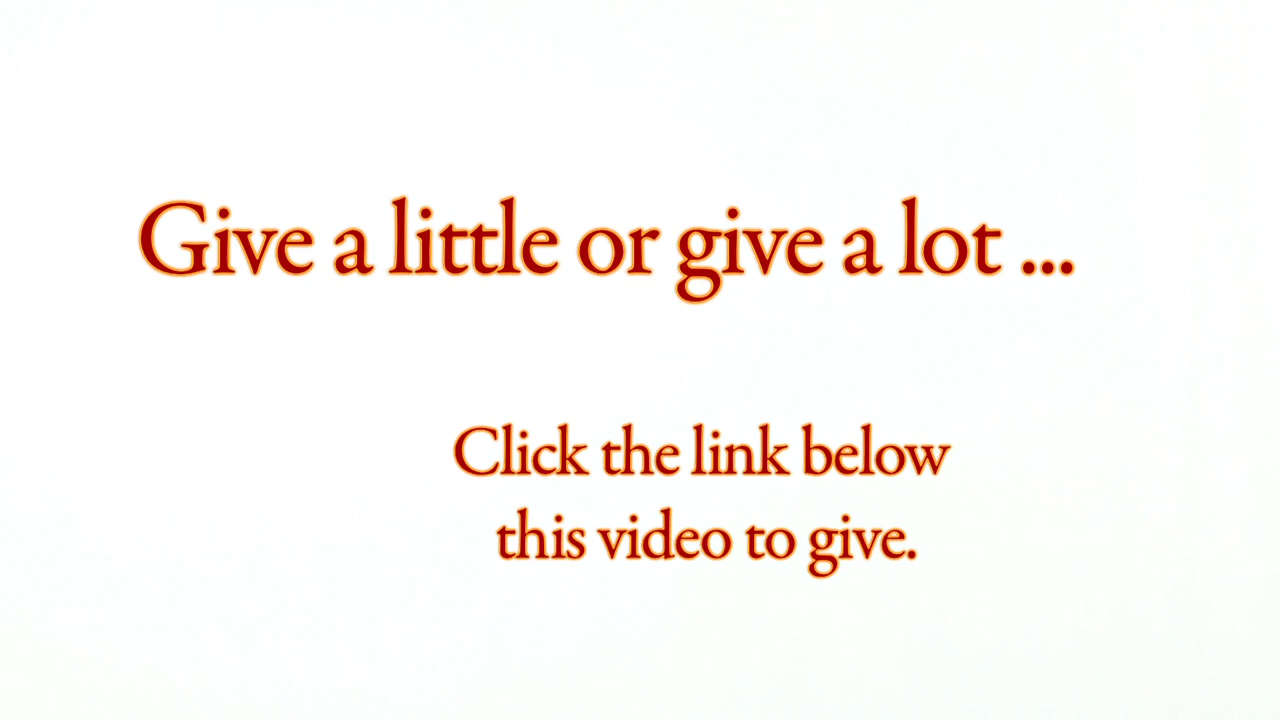 Give a little or give a lot ...
Click the link below
this video to give.